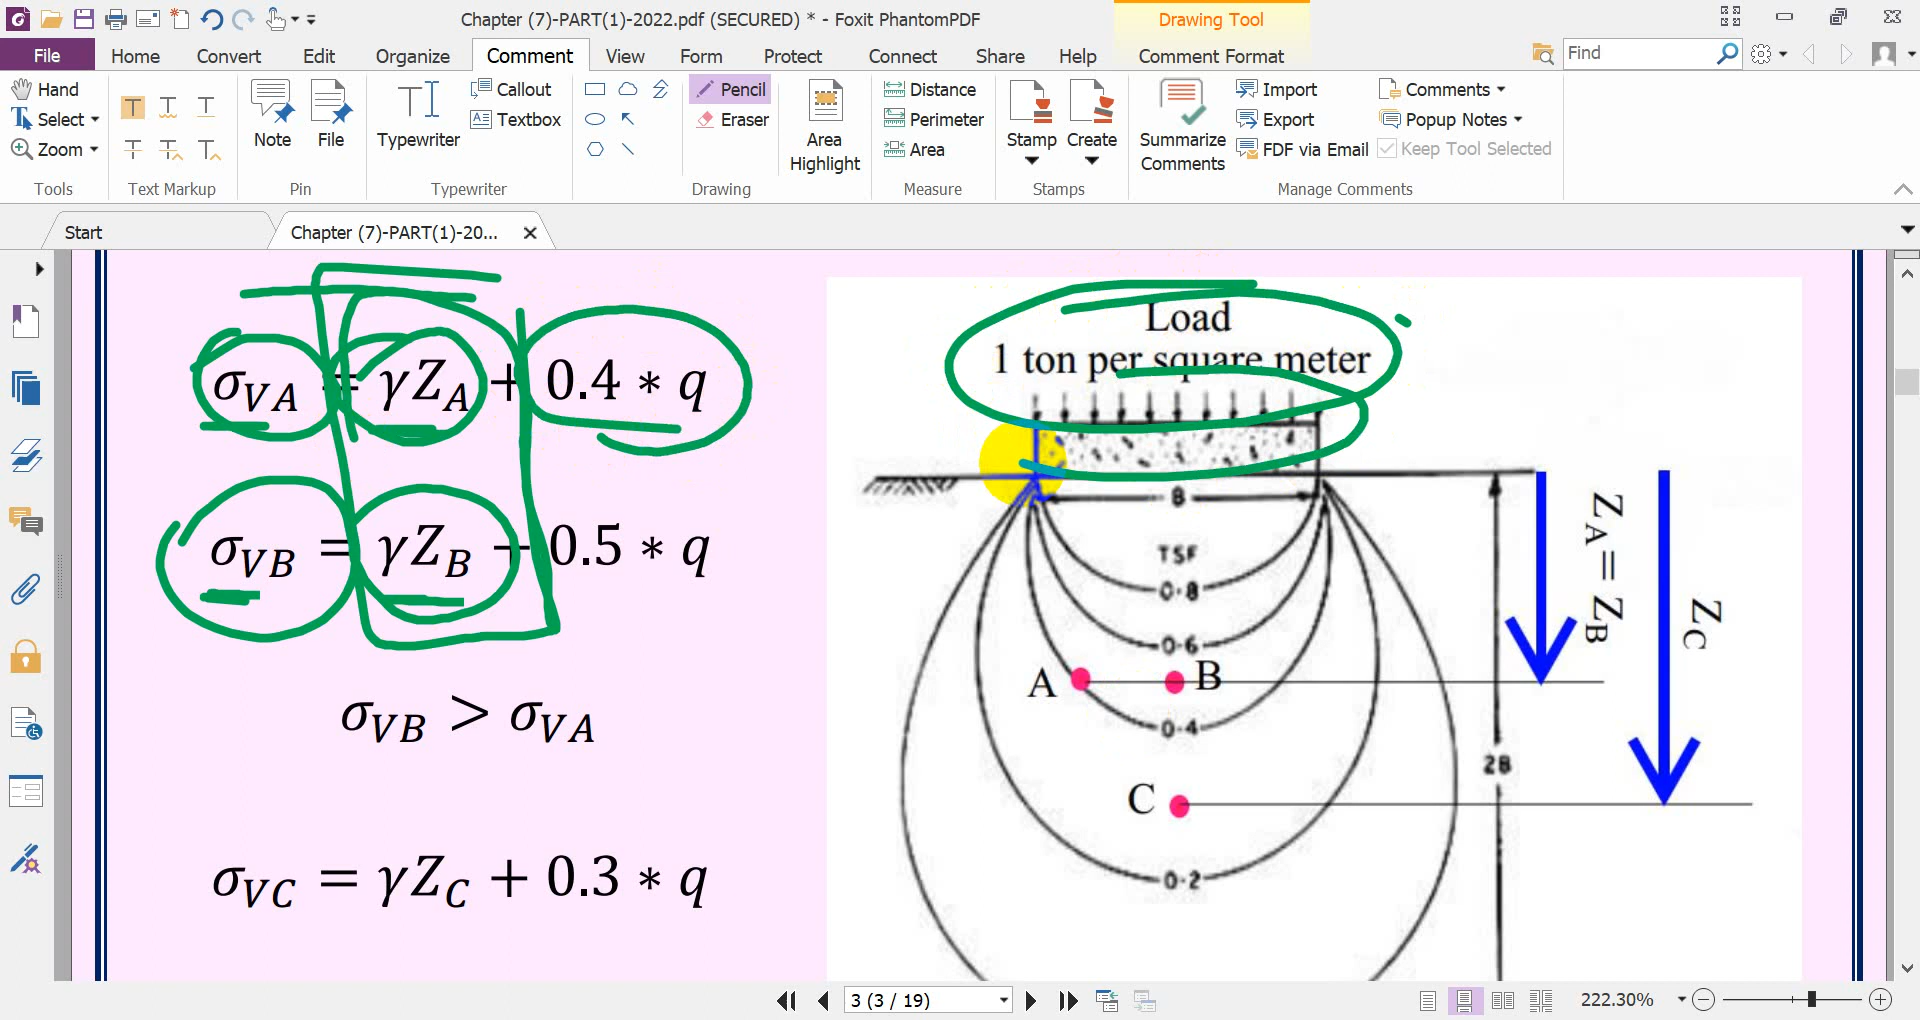 Chapter (7)-PART(1)-2022.pdf (SECURED) * - Foxit PhantomPDF
Drawing Tool
File Home Convert Edit Organize Comment View Form Protect Connect Share Help Comment Format
Find
Hand
Select
Zoom
Tools
Text Markup
Note
File
Pin
Typewriter
Callout
Textbox
Typewriter
Pencil
Eraser
Area
Highlight
Drawing
Distance
Perimeter
Area
Measure
Stamp
Create
Stamps
Summarize
Comments
Import
Export
FDF via Email
Comments
Popup Notes
Keep Tool Selected
Manage Comments
Start
Chapter (7)-PART(1)-20...
σVA = γZA + 0.4 * q
σVB = γZB + 0.5 * q
σVB > σVA
σVC = γZC + 0.3 * q
Load
1 ton per square meter
B
TSF
0.8
0.6
A
B
0.4
C
0.2
2B
ZA = ZB
ZC
3 (3 / 19)
222.30%